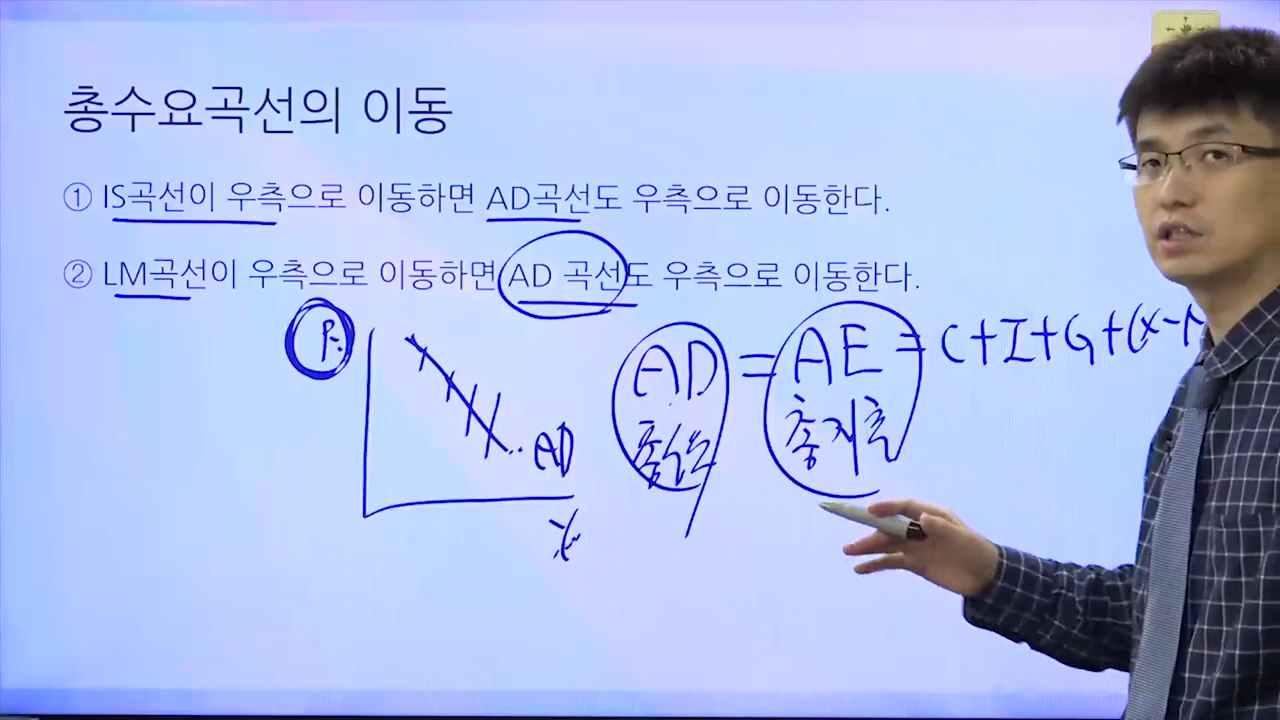 총수요곡선의 이동
① IS곡선이 우측으로 이동하면 AD곡선도 우측으로 이동한다.
② LM곡선이 우측으로 이동하면 AD 곡선도 우측으로 이동한다.
P.
AD = AE = C+I+G+(X-M
총수요 총지출
AD
Y